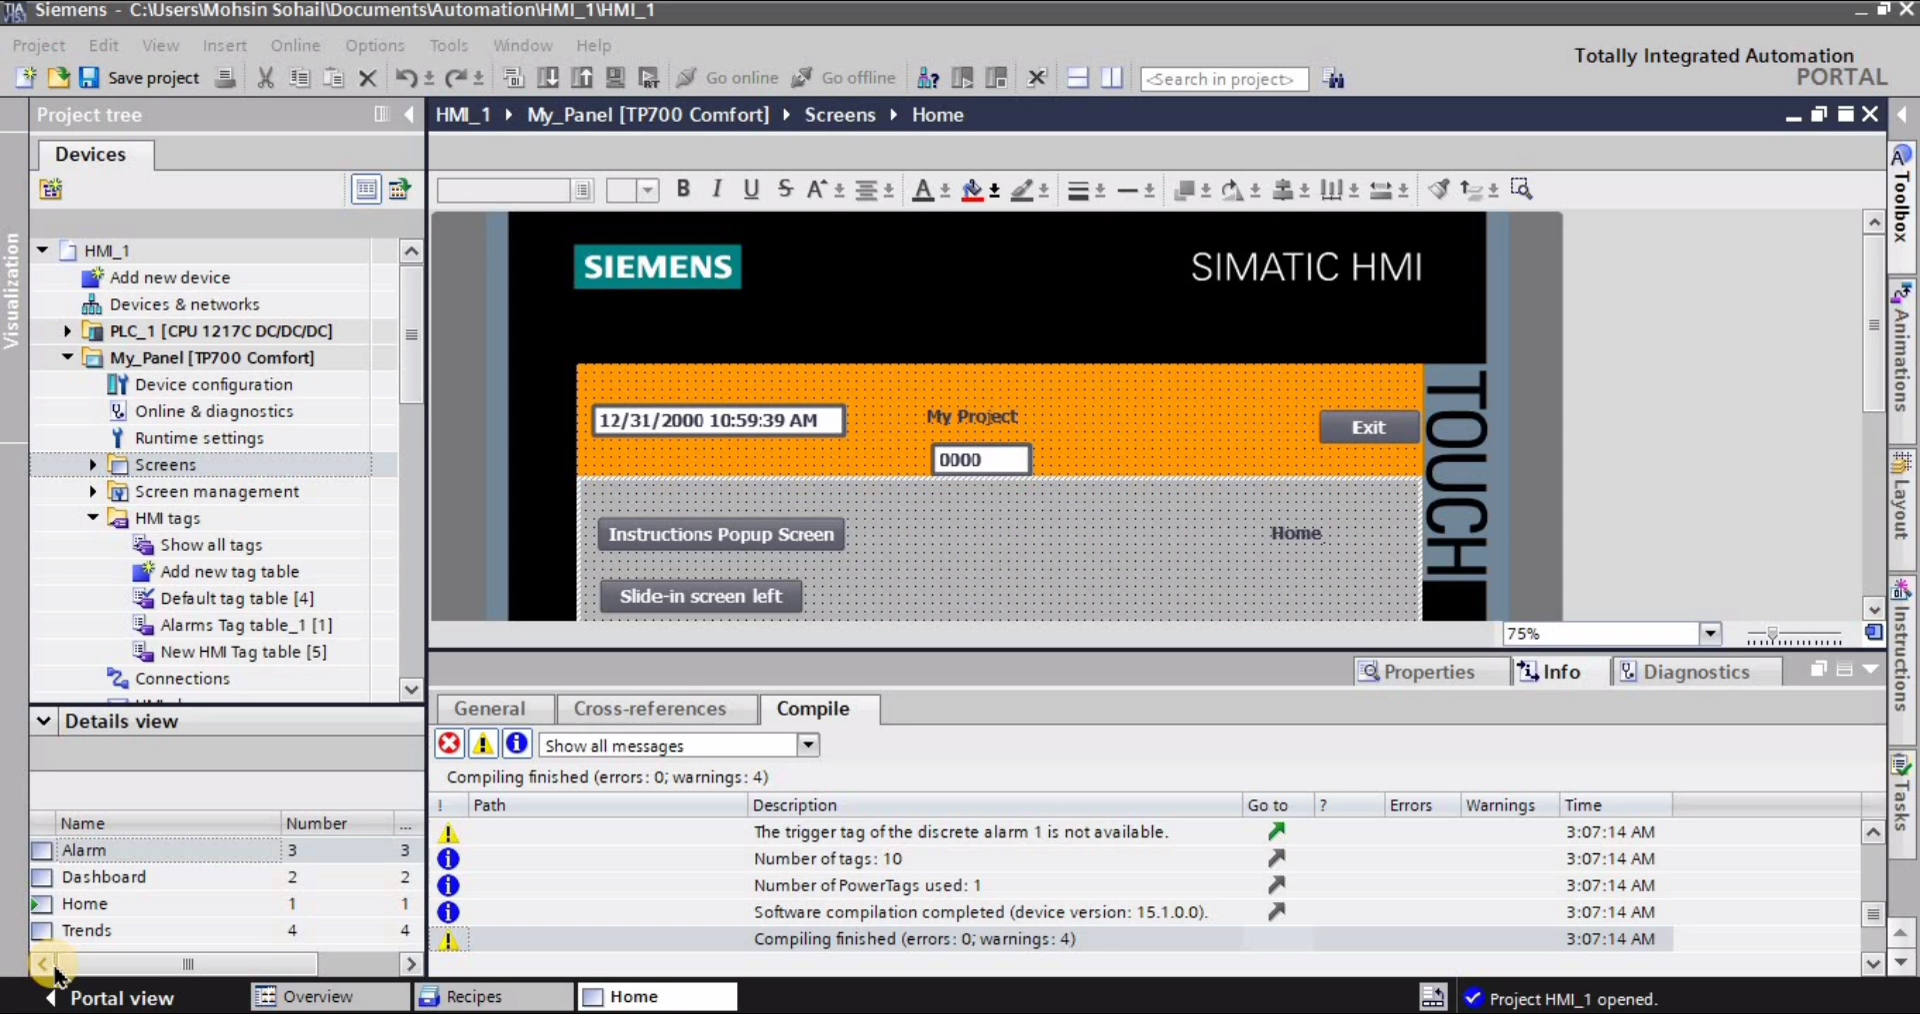 Siemens - C:\Users\Mohsin Sohail\Documents\Automation\HMI_1\HMI_1
Project Edit View Insert Online Options Tools Window Help
Totally Integrated Automation
PORTAL
Save project
Go online
Go offline
<Search in project>
Project tree
HMI_1 My_Panel [TP700 Comfort] Screens Home
Devices
B I U S A A
Visualization
HMI_1
Add new device
Devices & networks
PLC_1 [CPU 1217C DC/DC/DC]
My_Panel [TP700 Comfort]
Device configuration
Online & diagnostics
Runtime settings
Screens
Screen management
HMI tags
Show all tags
Add new tag table
Default tag table [4]
Alarms Tag table_1 [1]
New HMI Tag table [5]
Connections
SIEMENS
SIMATIC HMI
12/31/2000 10:59:39 AM
My Project
0000
Exit
Instructions Popup Screen
Home
Slide-in screen left
TOUCH
75%
Toolbox
Animations
Layout
Instructions
Tasks
Details view
Name Number ...
Alarm 3 3
Dashboard 2 2
Home 1 1
Trends 4 4
Properties Info Diagnostics
General Cross-references Compile
Show all messages
Compiling finished (errors: 0; warnings: 4)
! Path Description Go to ? Errors Warnings Time
The trigger tag of the discrete alarm 1 is not available. 3:07:14 AM
Number of tags: 10 3:07:14 AM
Number of PowerTags used: 1 3:07:14 AM
Software compilation completed (device version: 15.1.0.0). 3:07:14 AM
Compiling finished (errors: 0; warnings: 4) 3:07:14 AM
Portal view
Overview
Recipes
Home
Project HMI_1 opened.